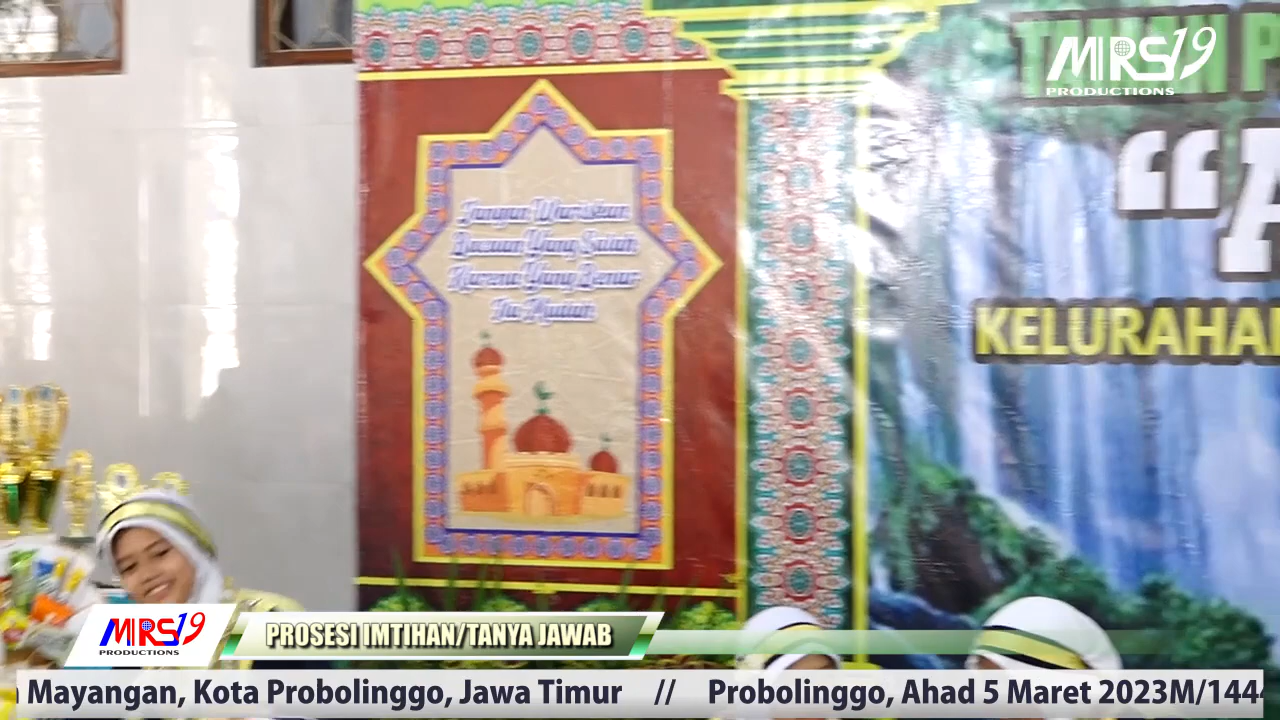 TAMAN P
MRS19
PRODUCTIONS
"A
KELURAHAN
Jangan Wariskan
Bacaan Yang Salah
Karena Yang Benar
Itu Mudah
MRS19
PRODUCTIONS
PROSESI IMTIHAN/TANYA JAWAB
Mayangan, Kota Probolinggo, Jawa Timur // Probolinggo, Ahad 5 Maret 2023M/144